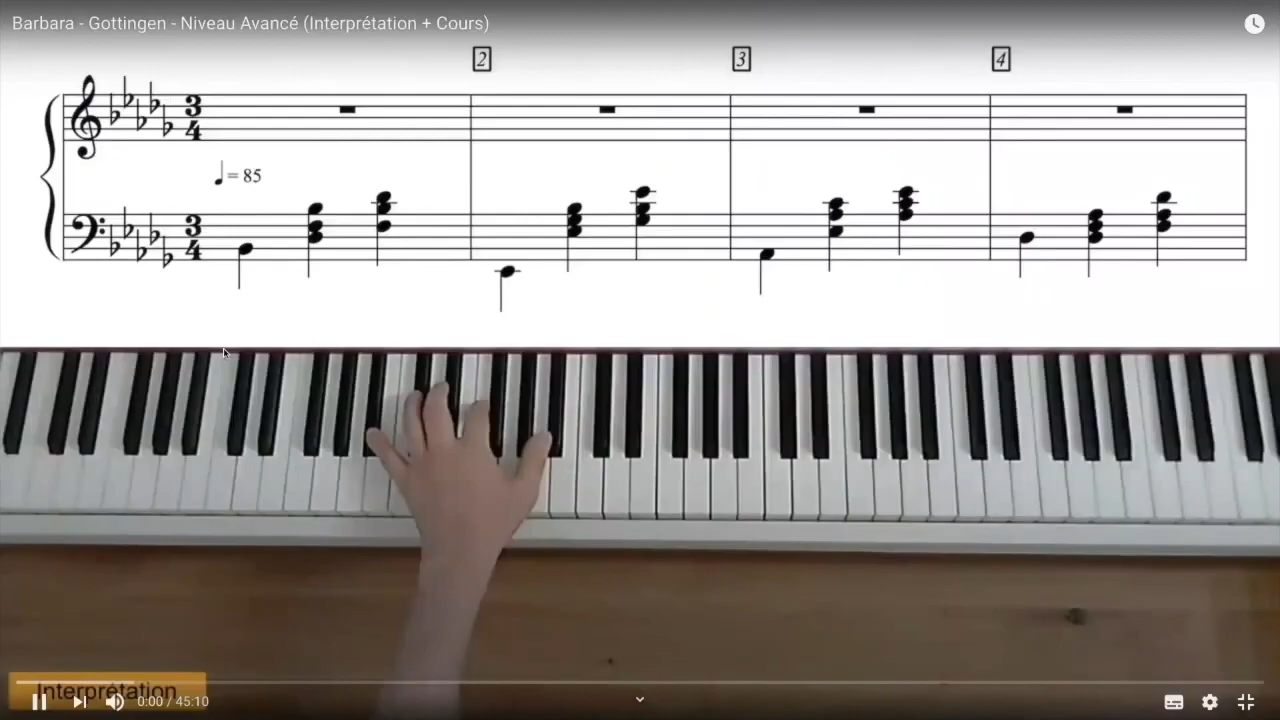 Barbara - Gottingen - Niveau Avancé (Interprétation + Cours)
2
3
4
3
4
= 85
3
4
Interprétation
0:00 / 45:10